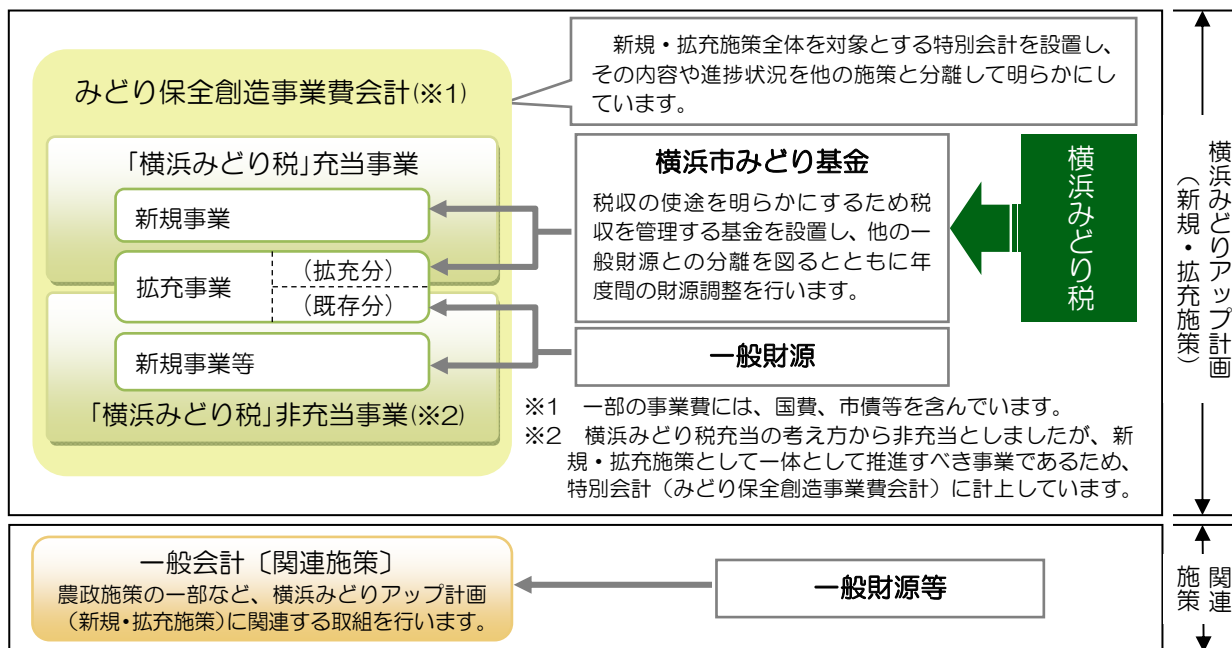 新規・拡充施策全体を対象とする特別会計を設置し、
その内容や進捗状況を他の施策と分離して明らかにし
ています。
みどり保全創造事業費会計(※1)
「横浜みどり税」充当事業
新規事業
拡充事業
（拡充分）
（既存分）
新規事業等
「横浜みどり税」非充当事業(※2)
横浜市みどり基金
税収の使途を明らかにするため税
収を管理する基金を設置し、他の一
般財源との分離を図るとともに年
度間の財源調整を行います。
一般財源
横浜みどり税
※1　一部の事業費には、国費、市債等を含んでいます。
※2　横浜みどり税充当の考え方から非充当としましたが、新
規・拡充施策として一体として推進すべき事業であるため、
特別会計（みどり保全創造事業費会計）に計上しています。
横浜みどりアップ計画
（新規・拡充施策）
一般会計〔関連施策〕
農政施策の一部など、横浜みどりアップ計画
（新規・拡充施策）に関連する取組を行います。
一般財源等
関連
施策